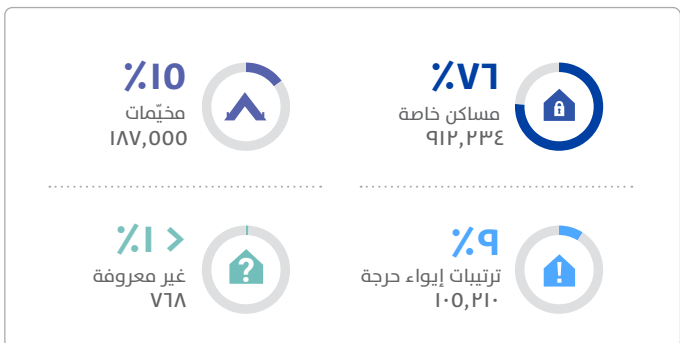 ٪٧٦
مساكن خاصة
٩١٢,٢٣٤
٪١٥
مخيّمات
١٨٧,٠٠٠
٪٩
ترتيبات إيواء حرجة
١٠٥,٢١٠
< ٪١
غير معروفة
٧٦٨